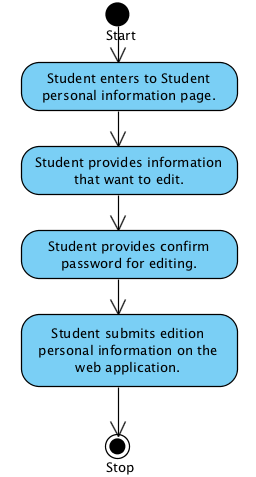 Start
Student enters to Student
personal information page.
Student provides information
that want to edit.
Student provides confirm
password for editing.
Student submits edition
personal information on the
web application.
Stop